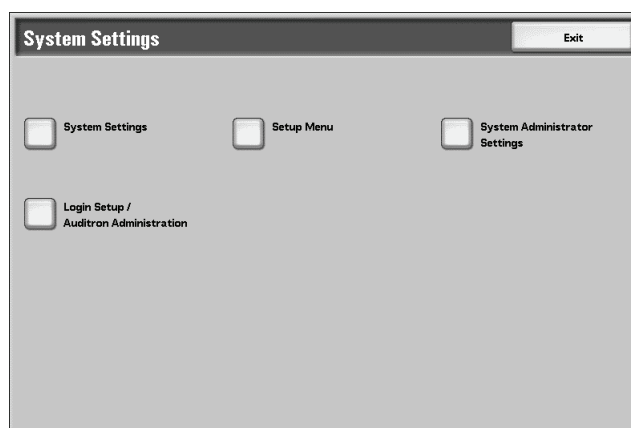 System Settings
Exit
System Settings
Setup Menu
System Administrator
Settings
Login Setup /
Auditron Administration